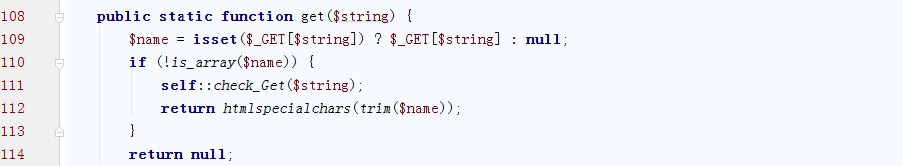 108 public static function get($string) {
109 $name = isset($_GET[$string]) ? $_GET[$string] : null;
110 if (!is_array($name)) {
111 self::check_Get($string);
112 return htmlspecialchars(trim($name));
113 }
114 return null;